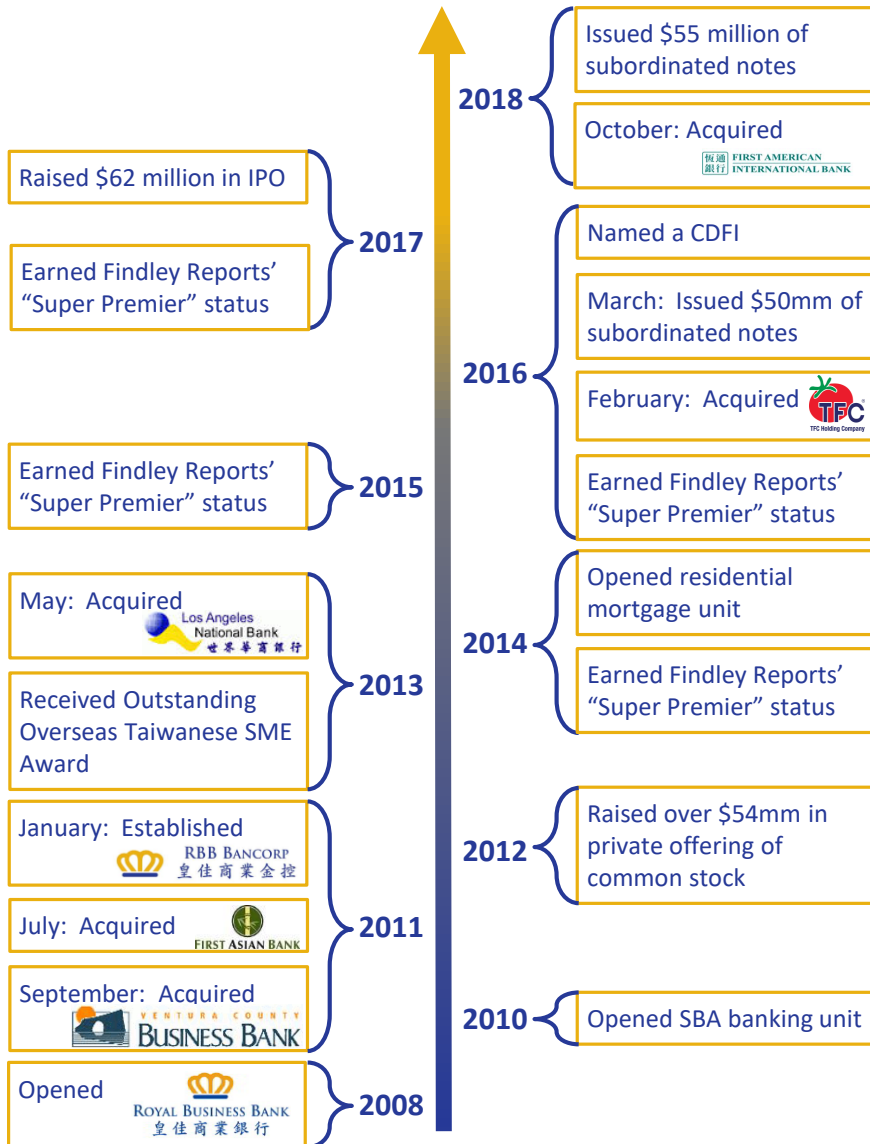 Issued $55 million of
subordinated notes
2018
October: Acquired
恆通
銀行
FIRST AMERICAN
INTERNATIONAL BANK
Raised $62 million in IPO
2017
Earned Findley Reports’
“Super Premier” status
Named a CDFI
March: Issued $50mm of
subordinated notes
2016
February: Acquired
TFC
®
TFC Holding Company
Earned Findley Reports’
“Super Premier” status
Earned Findley Reports’
“Super Premier” status
2015
Opened residential
mortgage unit
2014
Earned Findley Reports’
“Super Premier” status
May: Acquired
Los Angeles
National Bank
世界華商銀行
2013
Received Outstanding
Overseas Taiwanese SME
Award
Raised over $54mm in
private offering of
common stock
2012
January: Established
RBB BANCORP
皇佳商業金控
July: Acquired
FIRST ASIAN BANK
2011
September: Acquired
VENTURA COUNTY
BUSINESS BANK
2010
Opened SBA banking unit
Opened
ROYAL BUSINESS BANK
皇佳商業銀行
2008